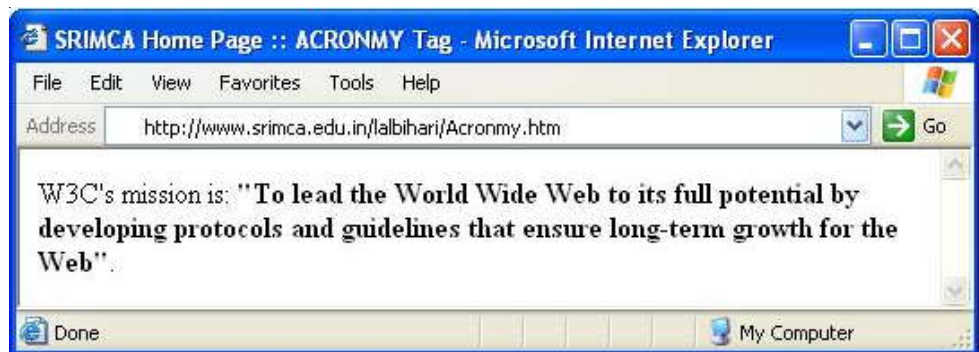 SRIMCA Home Page :: ACRONMY Tag - Microsoft Internet Explorer
File Edit View Favorites Tools Help
Address http://www.srimca.edu.in/lalbihari/Acronmy.htm Go
W3C's mission is: "To lead the World Wide Web to its full potential by
developing protocols and guidelines that ensure long-term growth for the
Web".
Done My Computer